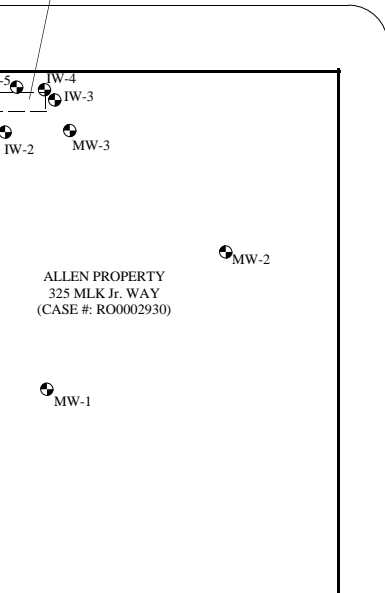 -5
IW-4
IW-3
IW-2
MW-3
MW-2
ALLEN PROPERTY
325 MLK Jr. WAY
(CASE #: RO0002930)
MW-1